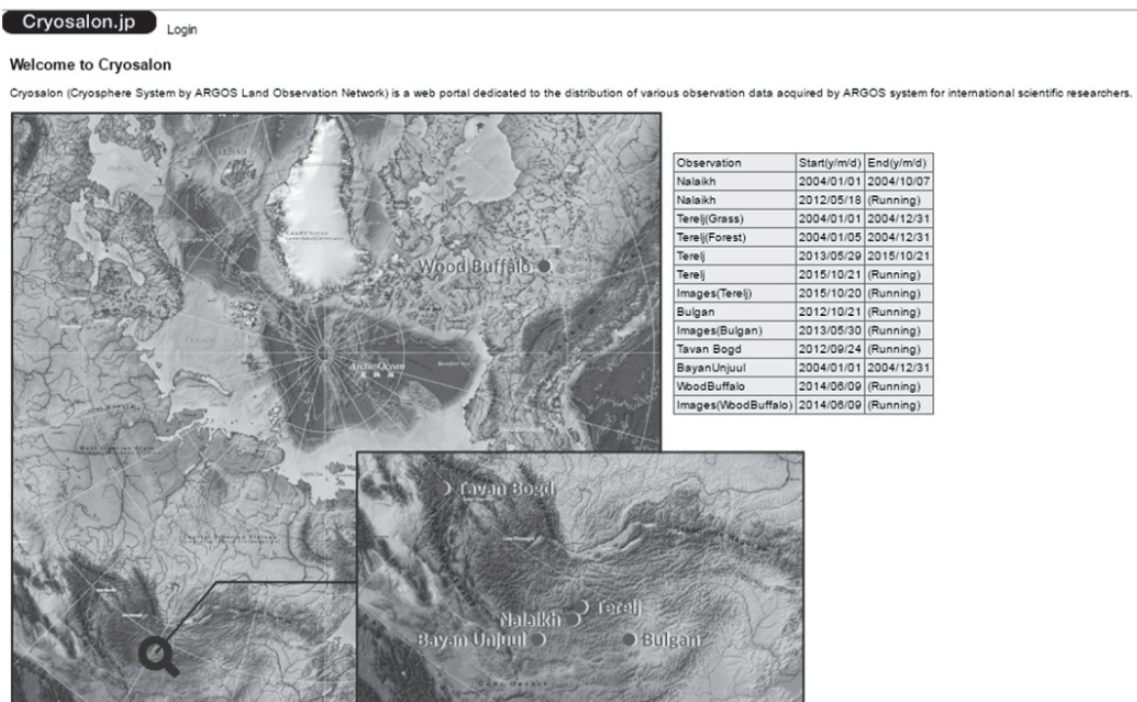 Cryosalon.jp
Login
Welcome to Cryosalon
Cryosalon (Cryosphere System by ARGOS Land Observation Network) is a web portal dedicated to the distribution of various observation data acquired by ARGOS system for international scientific researchers.
Observation Start(y/m/d) End(y/m/d)
Nalaikh 2004/01/01 2004/10/07
Nalaikh 2012/05/18 (Running)
Terelj(Grass) 2004/01/01 2004/12/31
Terelj(Forest) 2004/01/05 2004/12/31
Terelj 2013/05/29 2015/10/21
Terelj 2015/10/21 (Running)
Images(Terelj) 2015/10/20 (Running)
Bulgan 2012/10/21 (Running)
Images(Bulgan) 2013/05/30 (Running)
Tavan Bogd 2012/09/24 (Running)
BayanUnjuul 2004/01/01 2004/12/31
WoodBuffalo 2014/06/09 (Running)
Images(WoodBuffalo) 2014/06/09 (Running)
Wood Buffalo
Arctic Ocean
北 極 海
Tavan Bogd
Terelj
Nalaikh
Bayan Unjuul
Bulgan